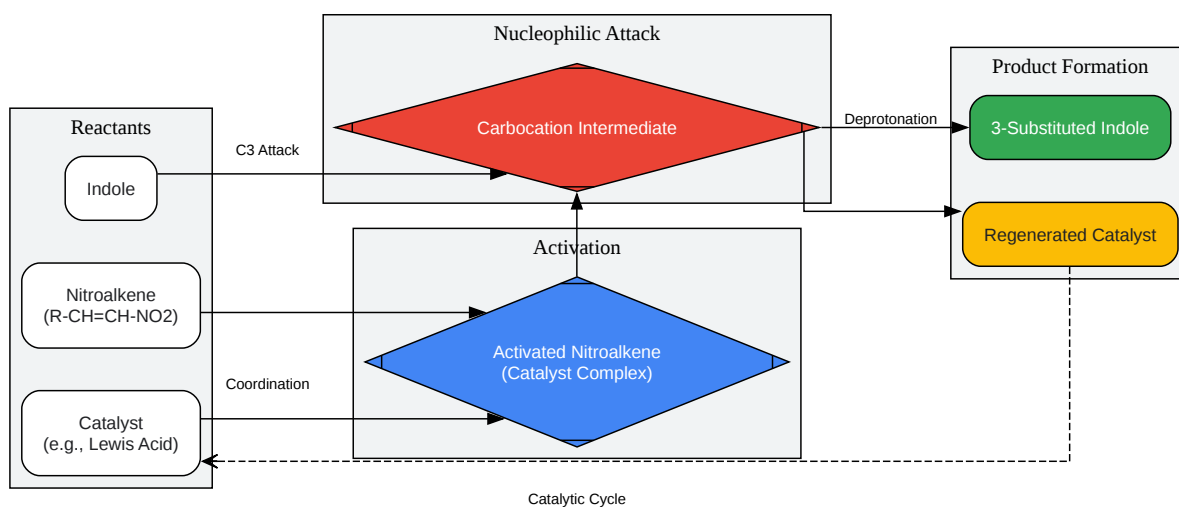 Nucleophilic Attack
Carbocation Intermediate
Product Formation
Deprotonation
3-Substituted Indole
Regenerated Catalyst
Reactants
C3 Attack
Indole
Nitroalkene
(R-CH=CH-NO2)
Coordination
Catalyst
(e.g., Lewis Acid)
Activation
Activated Nitroalkene
(Catalyst Complex)
Catalytic Cycle